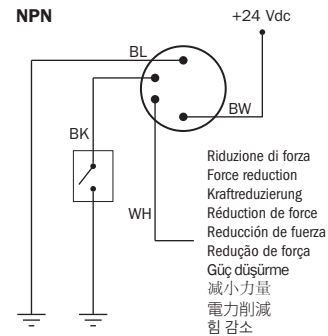 NPN
+24 Vdc
BL
BW
BK
WH
Riduzione di forza
Force reduction
Kraftreduzierung
Réduction de force
Reducción de fuerza
Redução de força
Güç düşürme
减小力量
電力削減
힘 감소